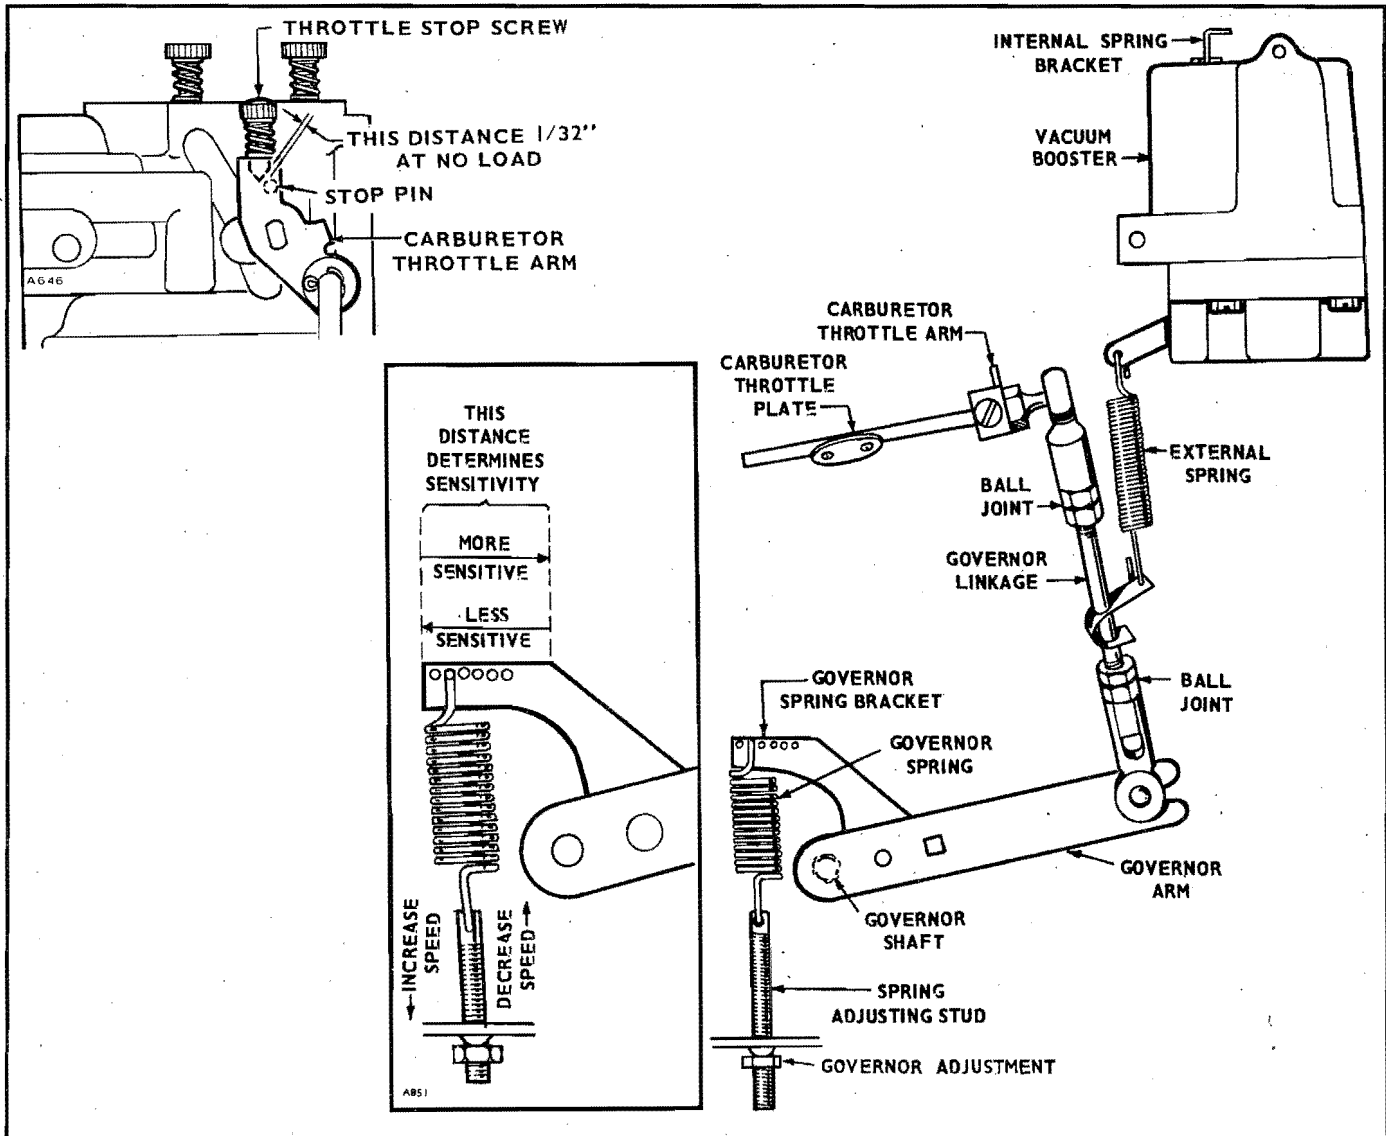 THROTTLE STOP SCREW
THIS DISTANCE 1/32"
AT NO LOAD
STOP PIN
CARBURETOR
THROTTLE ARM
A646
INTERNAL SPRING
BRACKET
VACUUM
BOOSTER
CARBURETOR
THROTTLE ARM
CARBURETOR
THROTTLE
PLATE
EXTERNAL
SPRING
BALL
JOINT
GOVERNOR
LINKAGE
BALL
JOINT
THIS
DISTANCE
DETERMINES
SENSITIVITY
MORE
SENSITIVE
LESS
SENSITIVE
INCREASE
SPEED
DECREASE
SPEED
A851
GOVERNOR
SPRING BRACKET
GOVERNOR
SPRING
GOVERNOR
ARM
GOVERNOR
SHAFT
SPRING
ADJUSTING STUD
GOVERNOR ADJUSTMENT